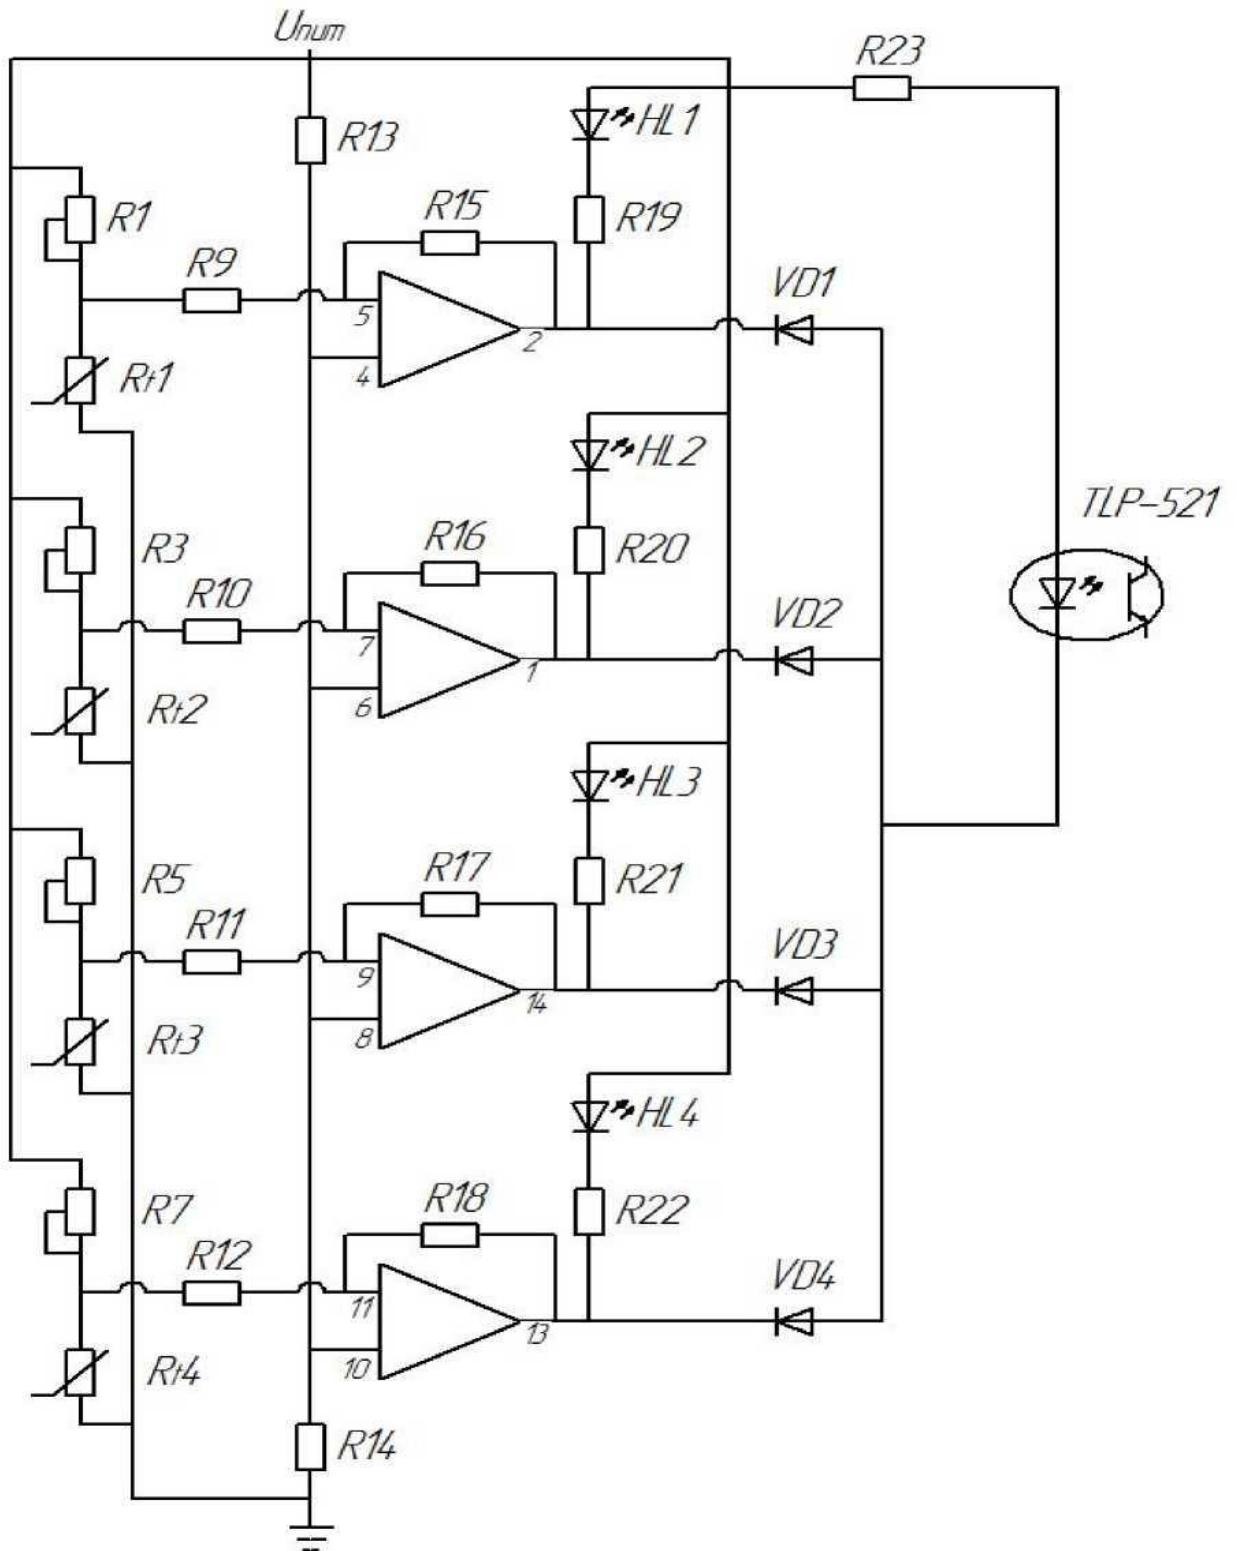 Uпит
R23
HL1
R13
R1
R15
R19
R9
VD1
5
2
4
Rt1
HL2
TLP-521
R3
R16
R20
R10
VD2
7
1
6
Rt2
HL3
R5
R17
R21
R11
VD3
9
14
8
Rt3
HL4
R7
R18
R22
R12
VD4
11
13
10
Rt4
R14